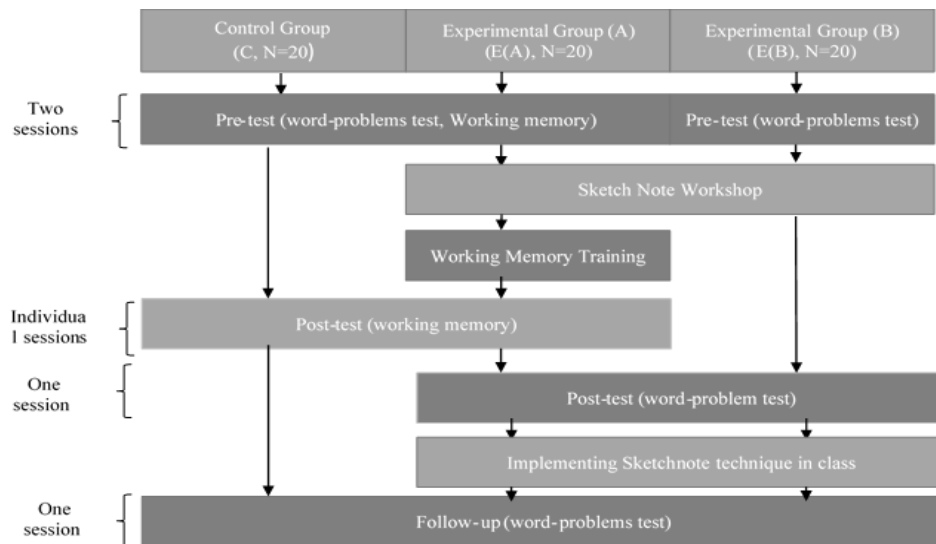 Control Group
(C, N=20)
Experimental Group (A)
(E(A), N=20)
Experimental Group (B)
(E(B), N=20)
Two
sessions
Pre-test (word-problems test, Working memory)
Pre-test (word-problems test)
Sketch Note Workshop
Working Memory Training
Individua
l sessions
Post-test (working memory)
One
session
Post-test (word-problem test)
Implementing Sketchnote technique in class
One
session
Follow-up (word-problems test)